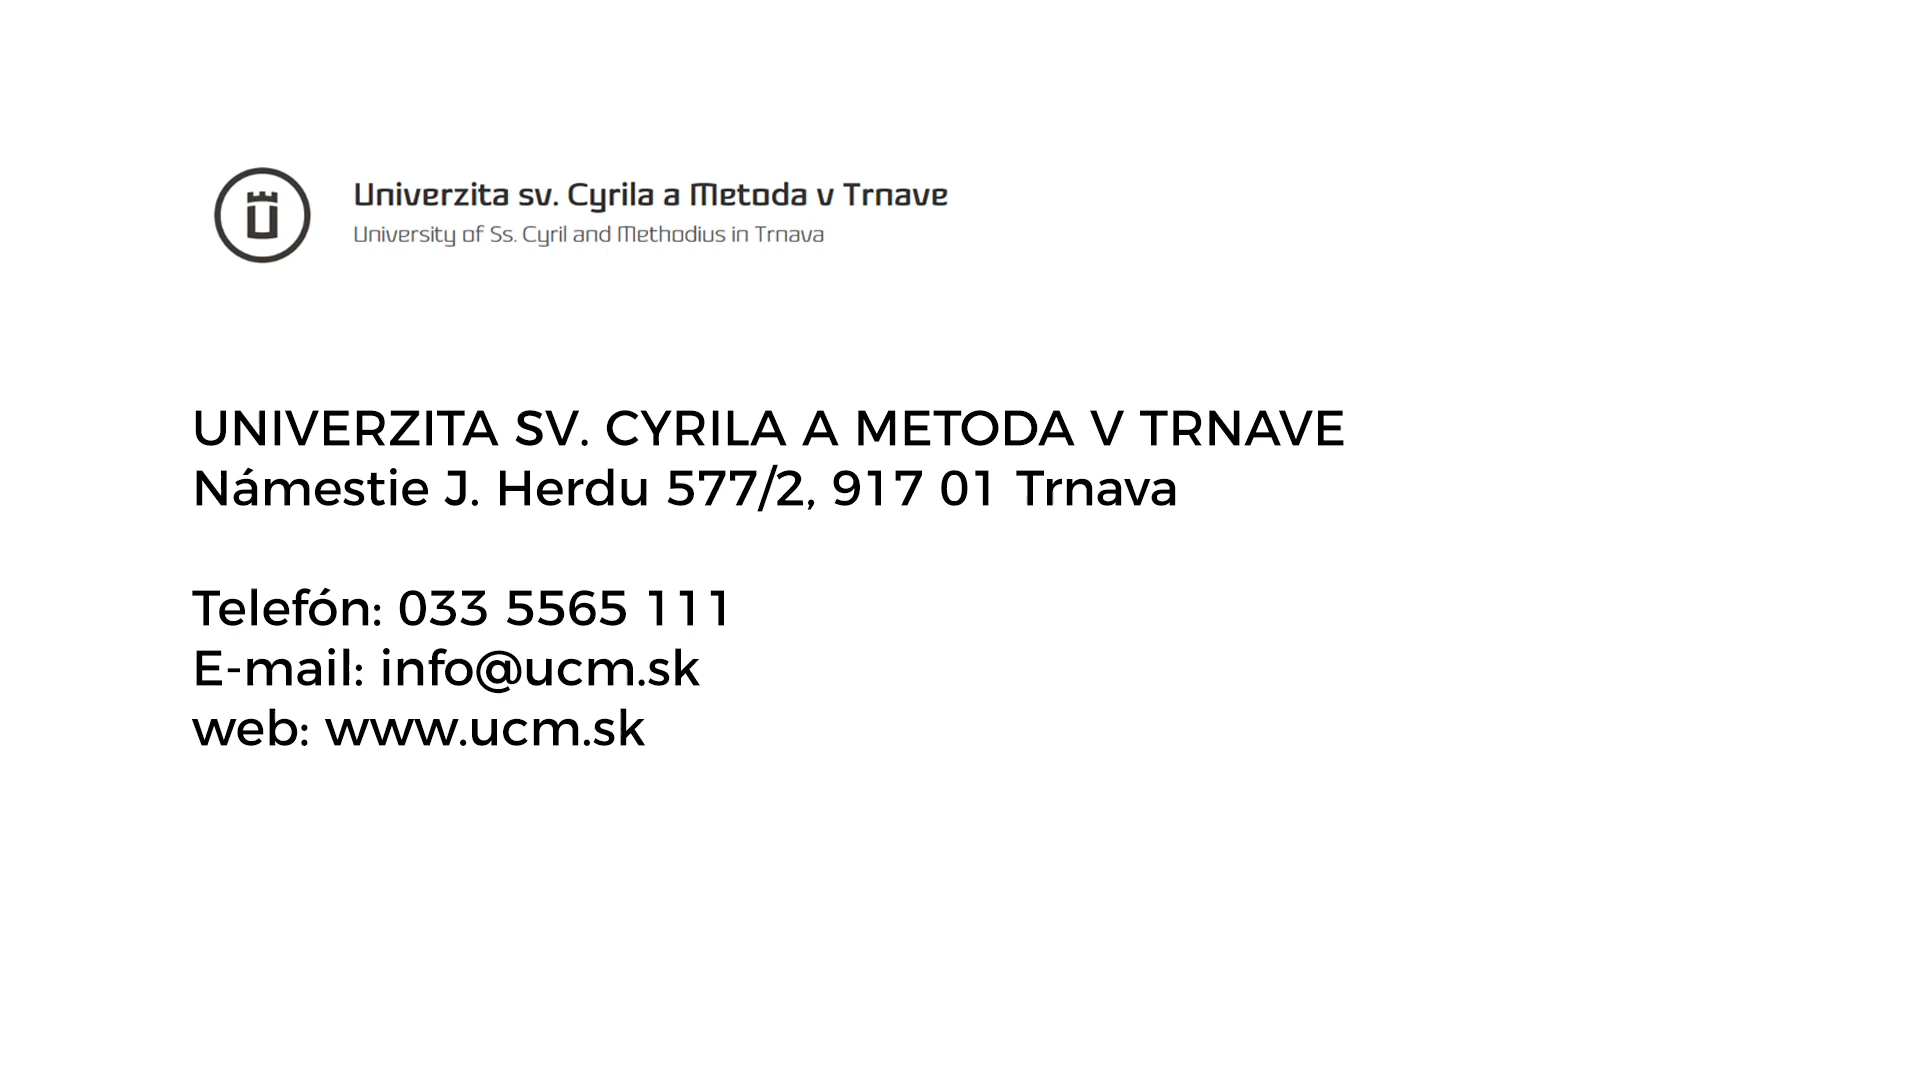 Univerzita sv. Cyrila a Metoda v Trnave
University of Ss. Cyril and Methodius in Trnava
UNIVERZITA SV. CYRILA A METODA V TRNAVE
Námestie J. Herdu 577/2, 917 01 Trnava
Telefón: 033 5565 111
E-mail: info@ucm.sk
web: www.ucm.sk